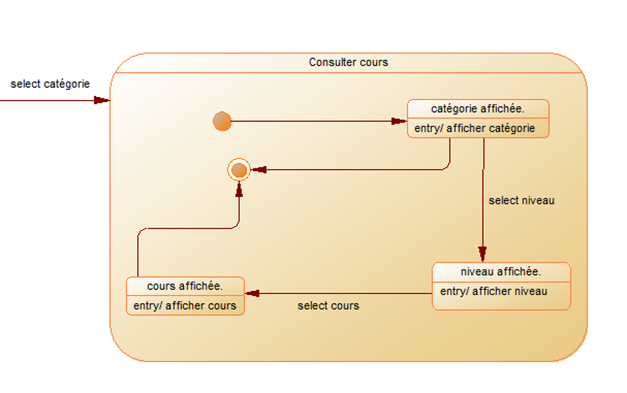 Consulter cours
select catégorie
catégorie affichée.
entry/ afficher catégorie
select niveau
niveau affichée.
entry/ afficher niveau
cours affichée.
entry/ afficher cours
select cours